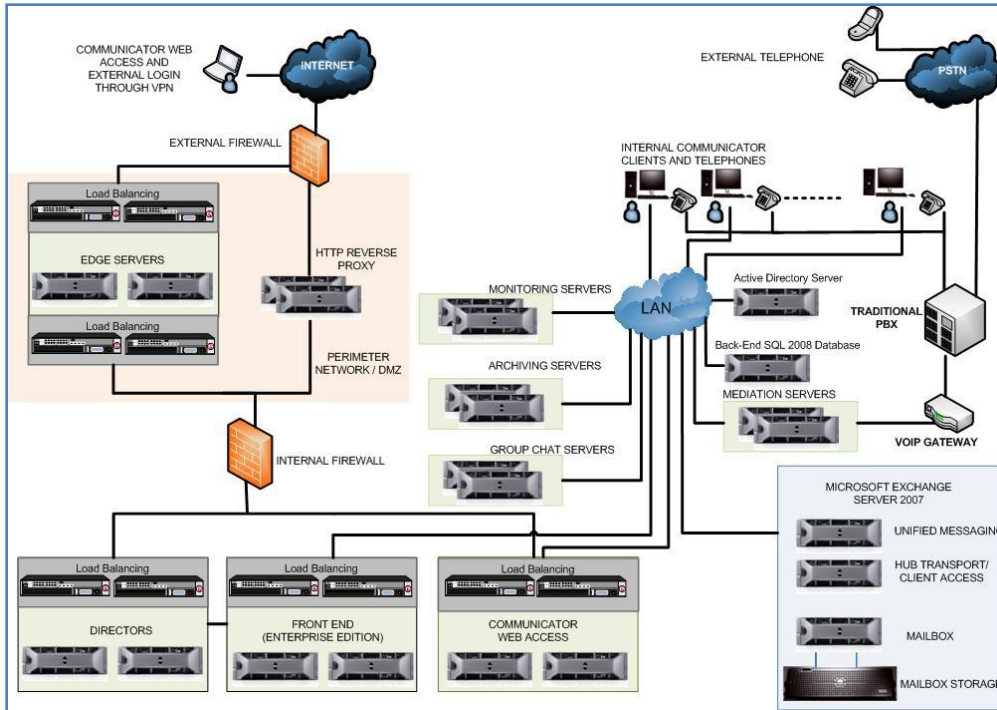 COMMUNICATOR WEB
ACCESS AND
EXTERNAL LOGIN
THROUGH VPN
INTERNET
EXTERNAL TELEPHONE
PSTN
EXTERNAL FIREWALL
INTERNAL COMMUNICATOR
CLIENTS AND TELEPHONES
Load Balancing
EDGE SERVERS
HTTP REVERSE
PROXY
Load Balancing
PERIMETER
NETWORK / DMZ
MONITORING SERVERS
LAN
Active Directory Server
TRADITIONAL
PBX
Back-End SQL 2008 Database
ARCHIVING SERVERS
MEDIATION SERVERS
VOIP GATEWAY
INTERNAL FIREWALL
GROUP CHAT SERVERS
MICROSOFT EXCHANGE
SERVER 2007
UNIFIED MESSAGING
HUB TRANSPORT/
CLIENT ACCESS
MAILBOX
MAILBOX STORAGE
Load Balancing
DIRECTORS
Load Balancing
FRONT END
(ENTERPRISE EDITION)
Load Balancing
COMMUNICATOR
WEB ACCESS